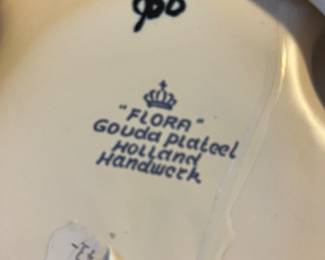 "FLORA"
Gouda plateel
Holland
Handwerk